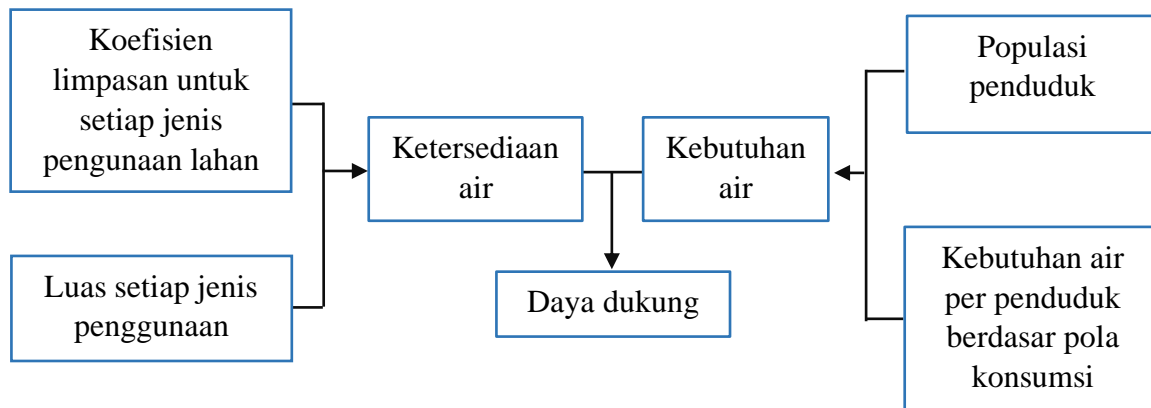 Koefisien
limpasan untuk
setiap jenis
pengunaan lahan
Luas setiap jenis
penggunaan
Ketersediaan
air
Kebutuhan
air
Daya dukung
Populasi
penduduk
Kebutuhan air
per penduduk
berdasar pola
konsumsi